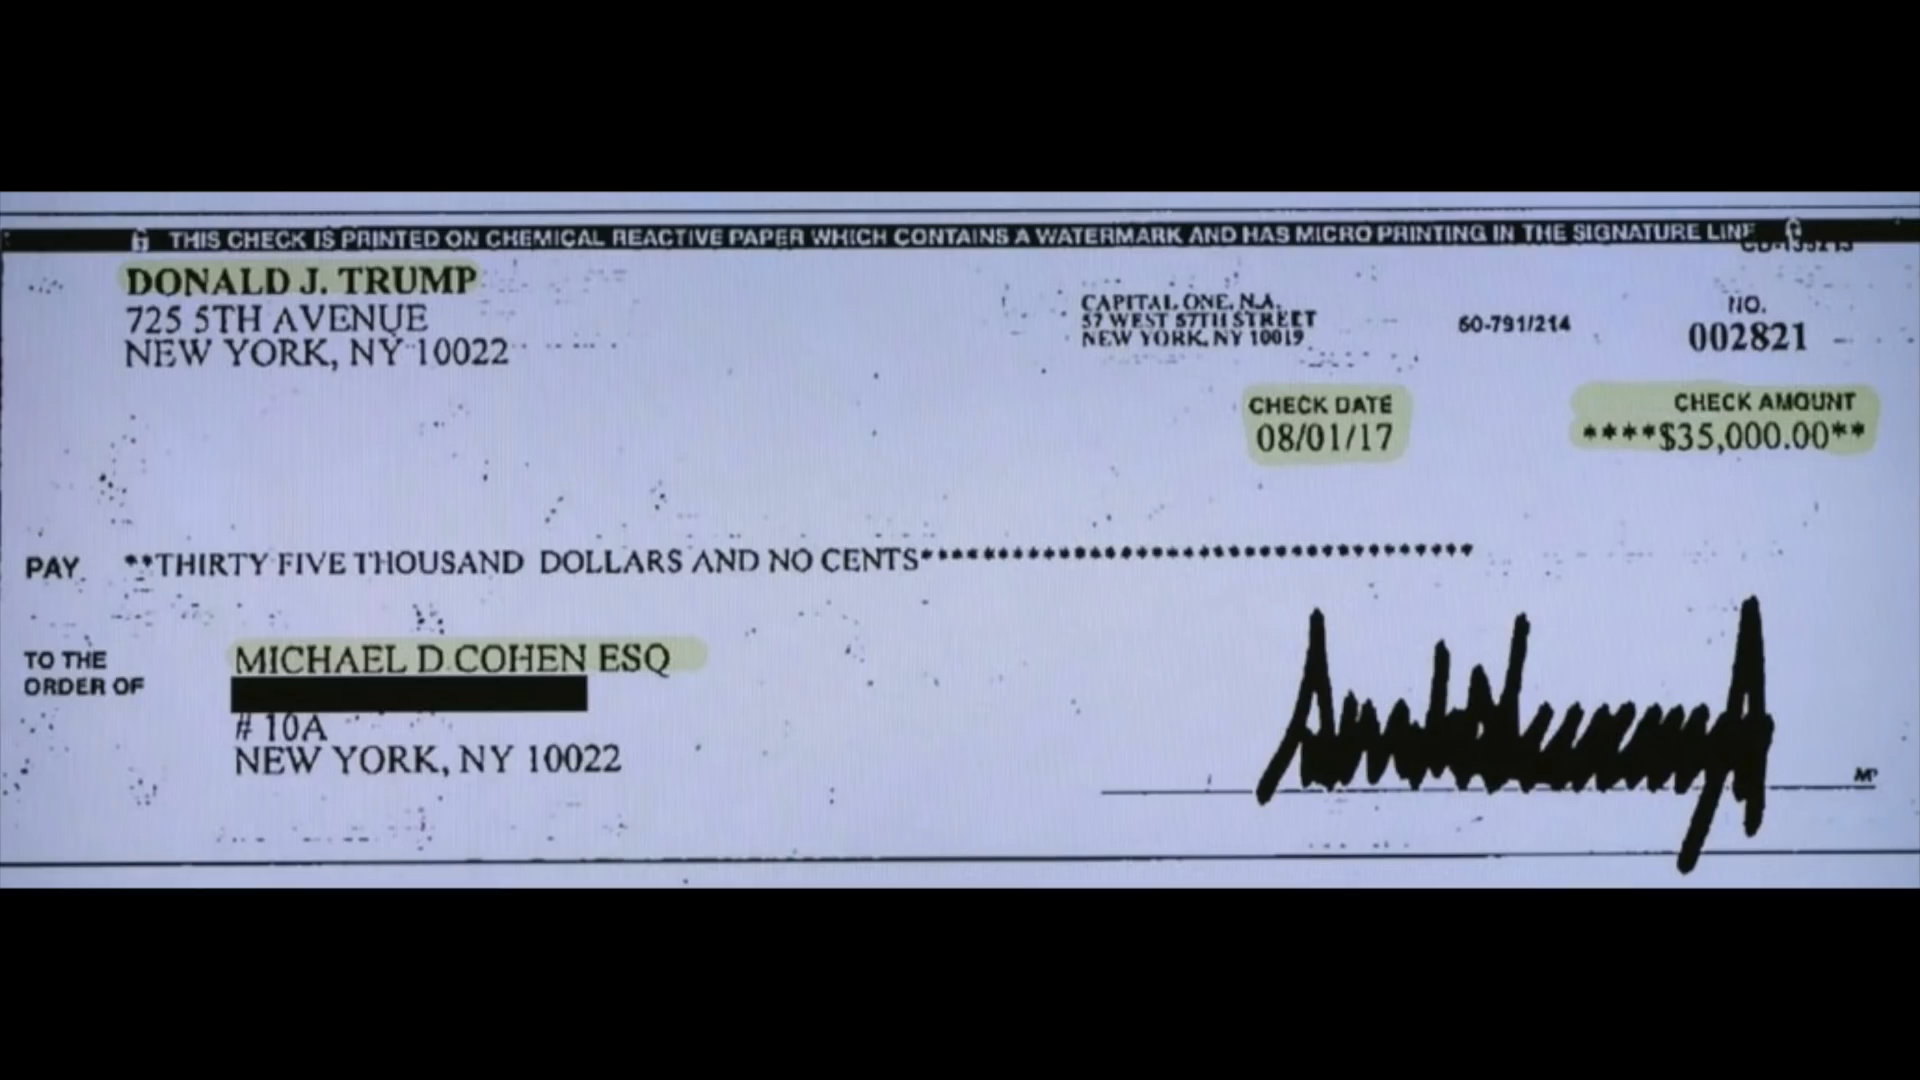 THIS CHECK IS PRINTED ON CHEMICAL REACTIVE PAPER WHICH CONTAINS A WATERMARK AND HAS MICRO PRINTING IN THE SIGNATURE LINE
DONALD J. TRUMP
725 5TH AVENUE
NEW YORK, NY 10022
CAPITAL ONE, N.A.
57 WEST 57TH STREET
NEW YORK, NY 10019
60-791/214
NO.
002821
CHECK DATE
08/01/17
CHECK AMOUNT
****$35,000.00**
PAY **THIRTY FIVE THOUSAND DOLLARS AND NO CENTS***********************************
TO THE
ORDER OF
MICHAEL D COHEN ESQ
# 10A
NEW YORK, NY 10022
MP